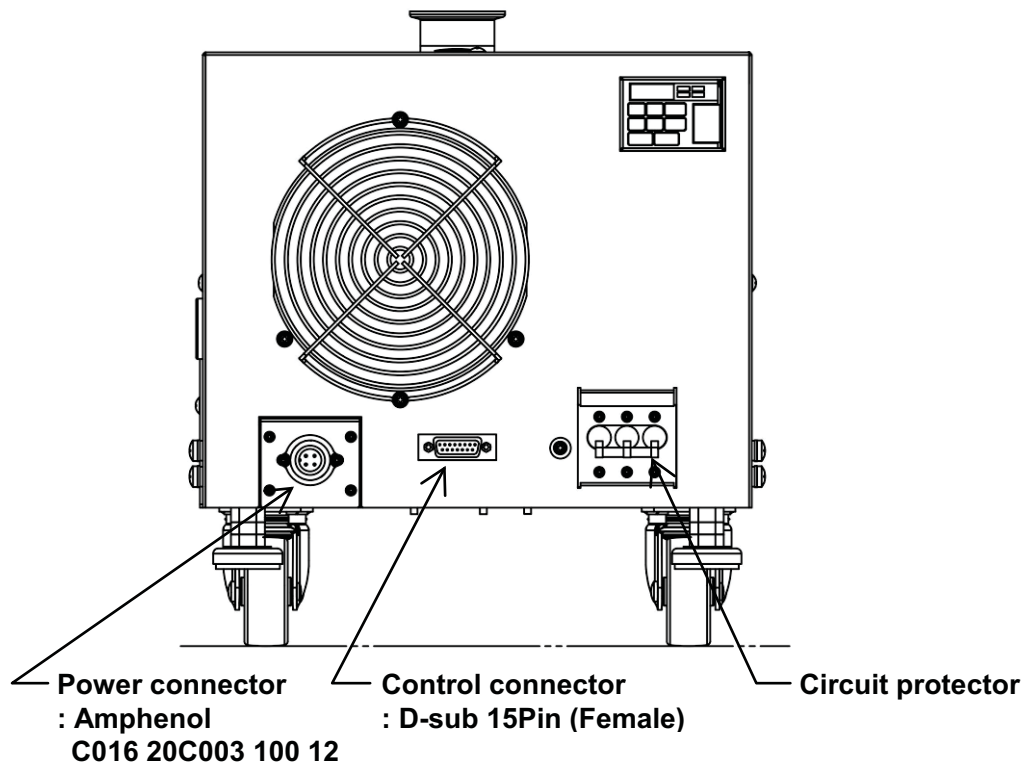 Power connector
: Amphenol
C016 20C003 100 12
Control connector
: D-sub 15Pin (Female)
Circuit protector